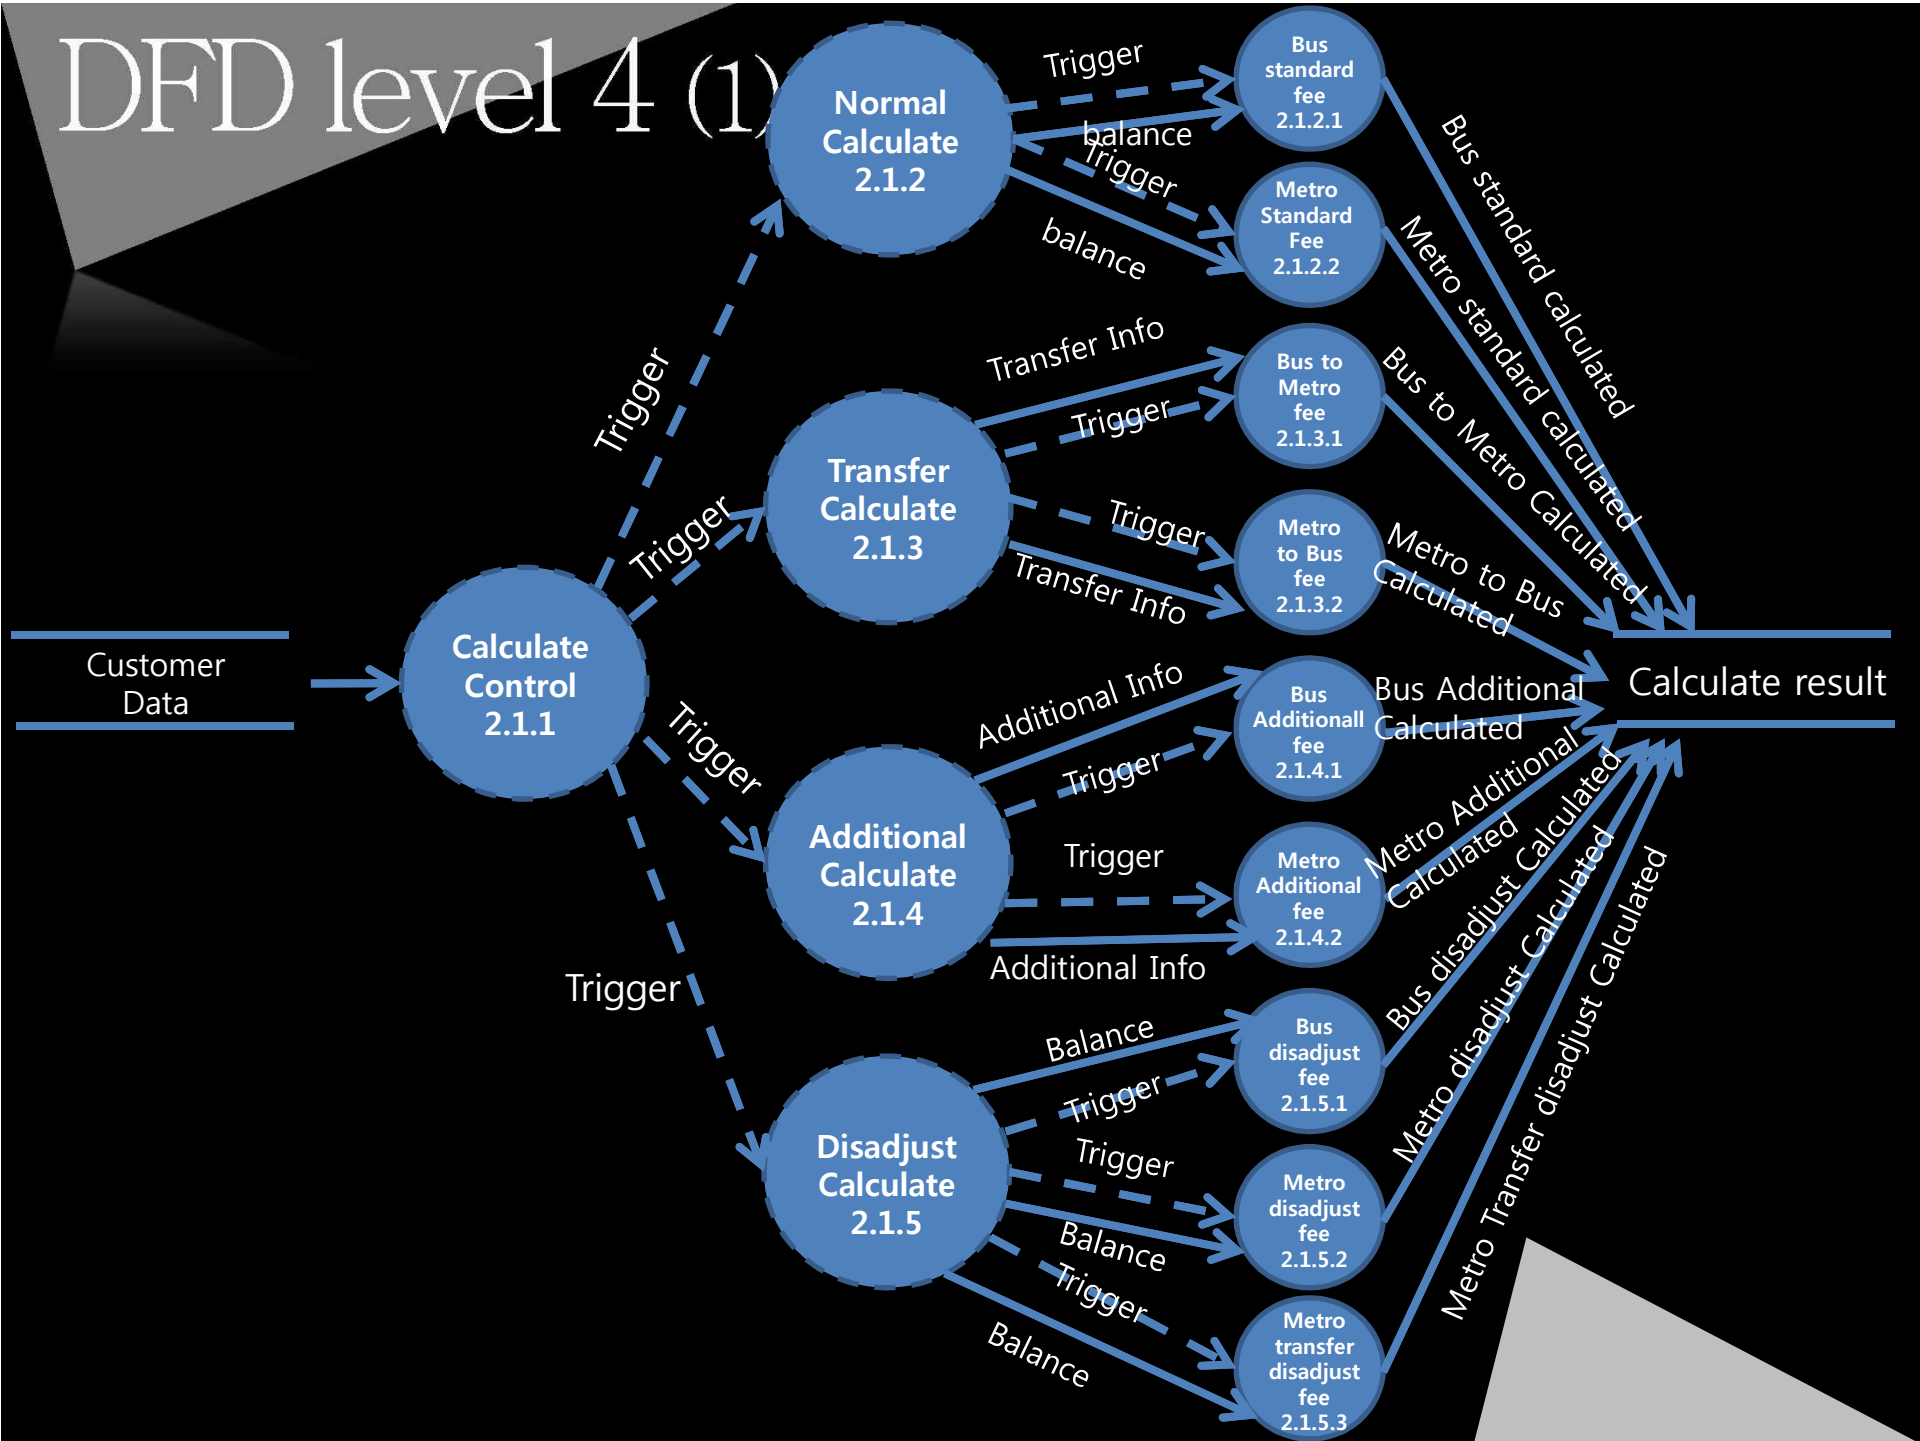 DFD level 4 (1)
Customer
Data
Calculate
Control
2.1.1
Trigger
Trigger
Trigger
Trigger
Normal
Calculate
2.1.2
Transfer
Calculate
2.1.3
Additional
Calculate
2.1.4
Disadjust
Calculate
2.1.5
Trigger
balance
Trigger
balance
Transfer Info
Trigger
Trigger
Transfer Info
Additional Info
Trigger
Trigger
Additional Info
Balance
Trigger
Trigger
Balance
Trigger
Balance
Bus
standard
fee
2.1.2.1
Metro
Standard
Fee
2.1.2.2
Bus to
Metro
fee
2.1.3.1
Metro
to Bus
fee
2.1.3.2
Bus
Additionall
fee
2.1.4.1
Metro
Additional
fee
2.1.4.2
Bus
disadjust
fee
2.1.5.1
Metro
disadjust
fee
2.1.5.2
Metro
transfer
disadjust
fee
2.1.5.3
Bus standard calculated
Metro standard calculated
Bus to Metro Calculated
Metro to Bus
Calculated
Bus Additional
Calculated
Metro Additional
Calculated
Bus disadjust Calculated
Metro disadjust Calculated
Metro Transfer disadjust Calculated
Calculate result